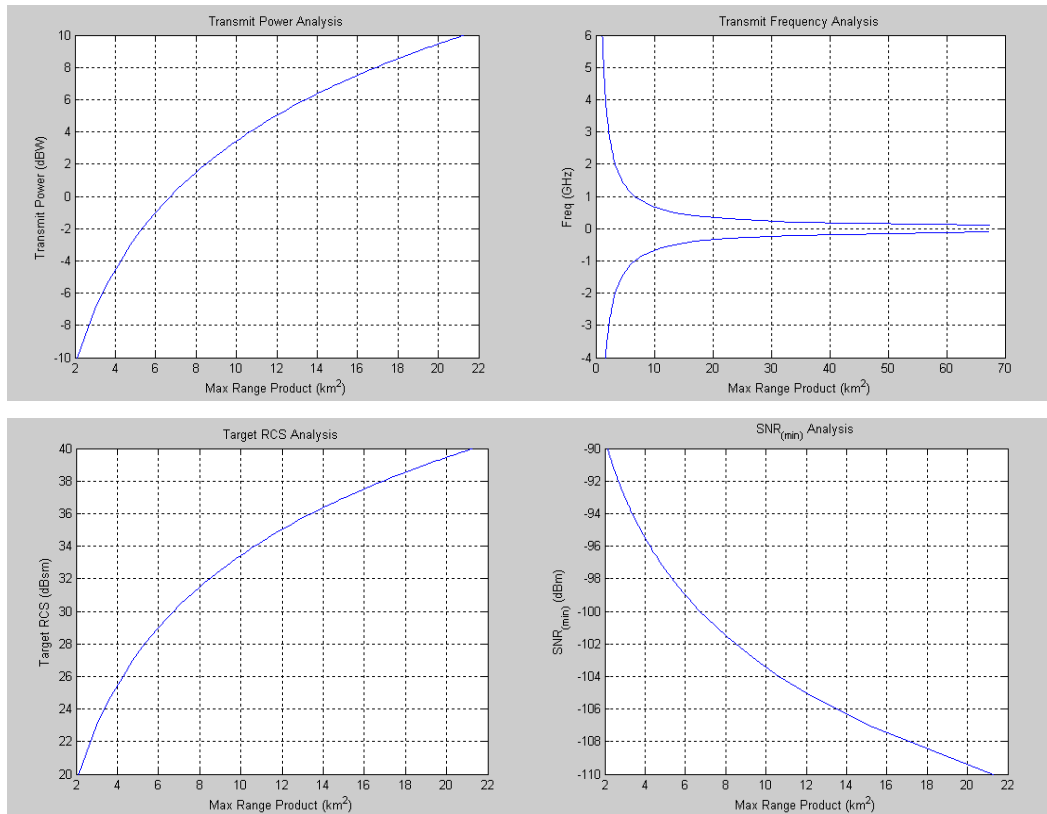 Transmit Power Analysis
Transmit Power (dBW)
10
8
6
4
2
0
-2
-4
-6
-8
-10
2 4 6 8 10 12 14 16 18 20 22
Max Range Product (km²)
Transmit Frequency Analysis
Freq (GHz)
6
5
4
3
2
1
0
-1
-2
-3
-4
0 10 20 30 40 50 60 70
Max Range Product (km²)
Target RCS Analysis
Target RCS (dBsm)
40
38
36
34
32
30
28
26
24
22
20
2 4 6 8 10 12 14 16 18 20 22
Max Range Product (km²)
SNR(min) Analysis
SNR(min) (dBm)
-90
-92
-94
-96
-98
-100
-102
-104
-106
-108
-110
2 4 6 8 10 12 14 16 18 20 22
Max Range Product (km²)